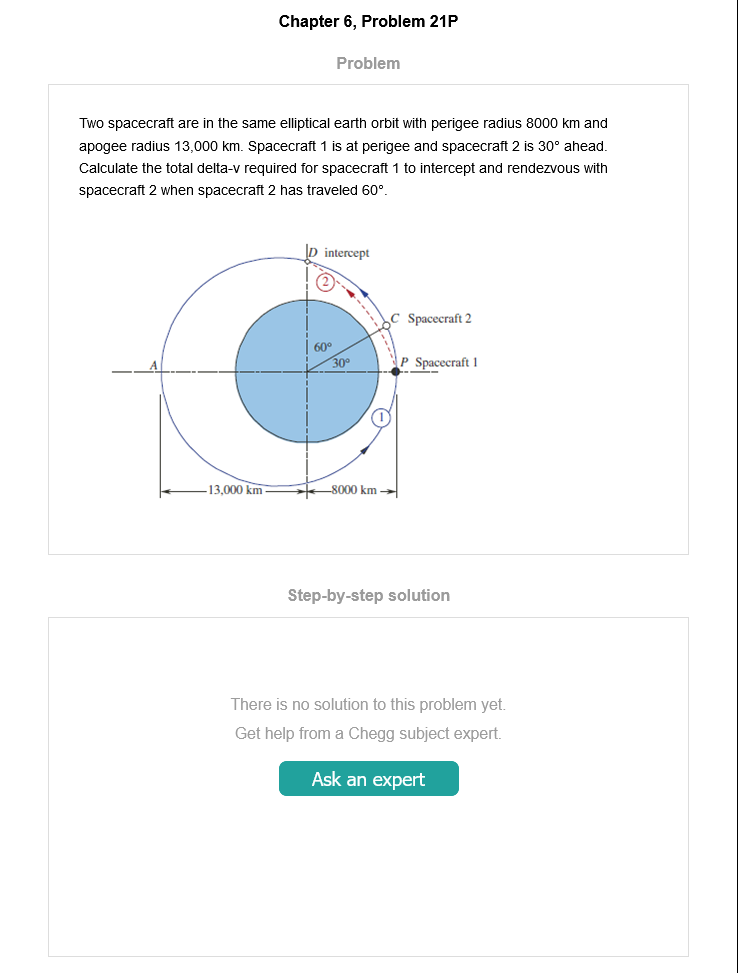 Chapter 6, Problem 21P
Problem
Two spacecraft are in the same elliptical earth orbit with perigee radius 8000 km and
apogee radius 13,000 km. Spacecraft 1 is at perigee and spacecraft 2 is 30° ahead.
Calculate the total delta-v required for spacecraft 1 to intercept and rendezvous with
spacecraft 2 when spacecraft 2 has traveled 60°.
D intercept
2
C Spacecraft 2
60°
30°
A
P Spacecraft 1
1
13,000 km
8000 km
Step-by-step solution
There is no solution to this problem yet.
Get help from a Chegg subject expert.
Ask an expert